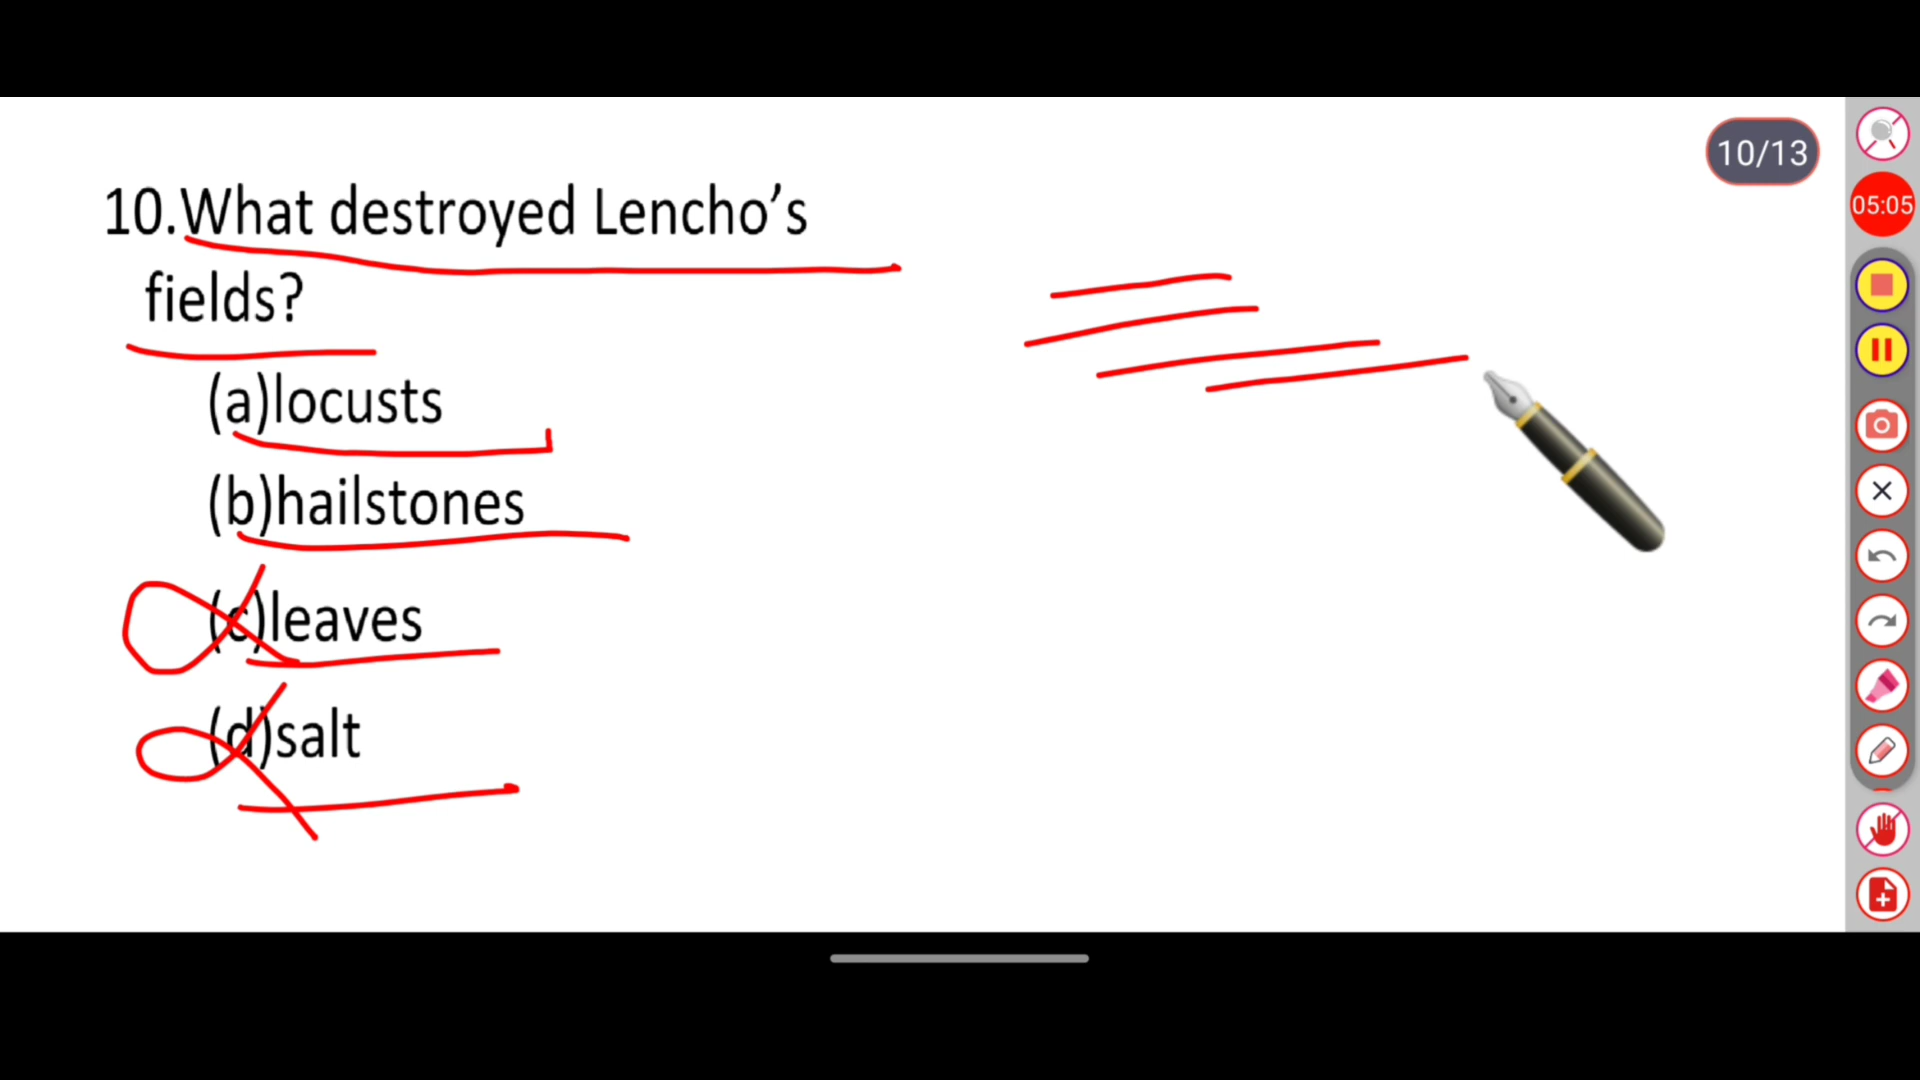 10/13
05:05
10.What destroyed Lencho’s
fields?
(a)locusts
(b)hailstones
(c)leaves
(d)salt